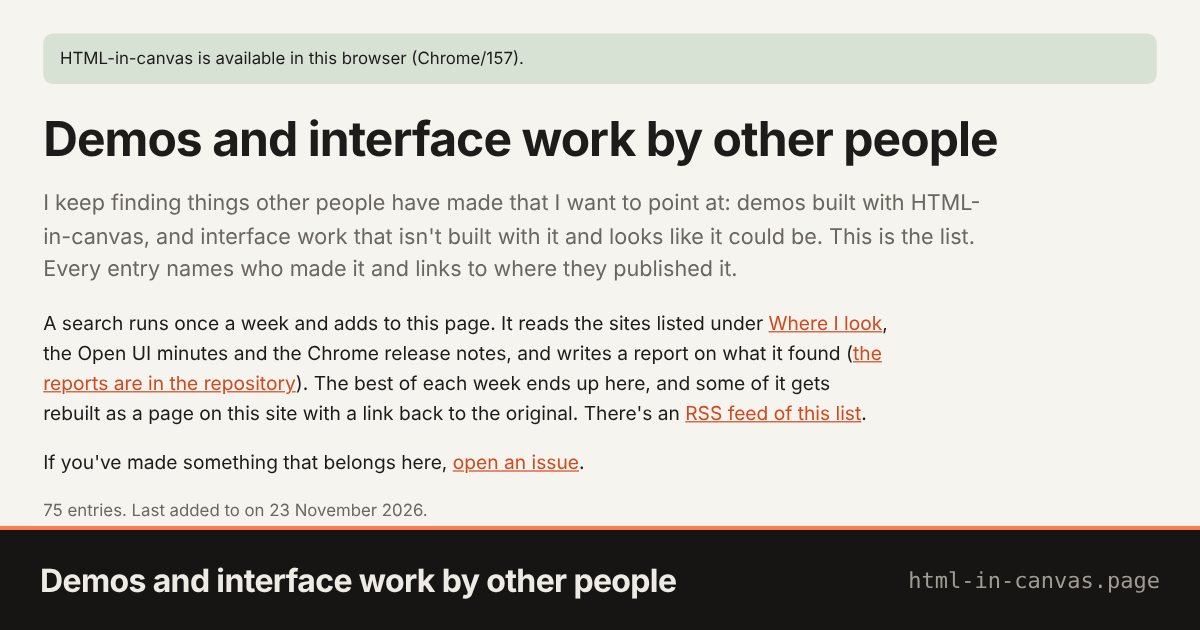 HTML-in-canvas is available in this browser (Chrome/157).
Demos and interface work by other people
I keep finding things other people have made that I want to point at: demos built with HTML-
in-canvas, and interface work that isn't built with it and looks like it could be. This is the list.
Every entry names who made it and links to where they published it.
A search runs once a week and adds to this page. It reads the sites listed under Where I look,
the Open UI minutes and the Chrome release notes, and writes a report on what it found (the
reports are in the repository). The best of each week ends up here, and some of it gets
rebuilt as a page on this site with a link back to the original. There's an RSS feed of this list.
If you've made something that belongs here, open an issue.
75 entries. Last added to on 23 November 2026.
Demos and interface work by other people
html-in-canvas.page